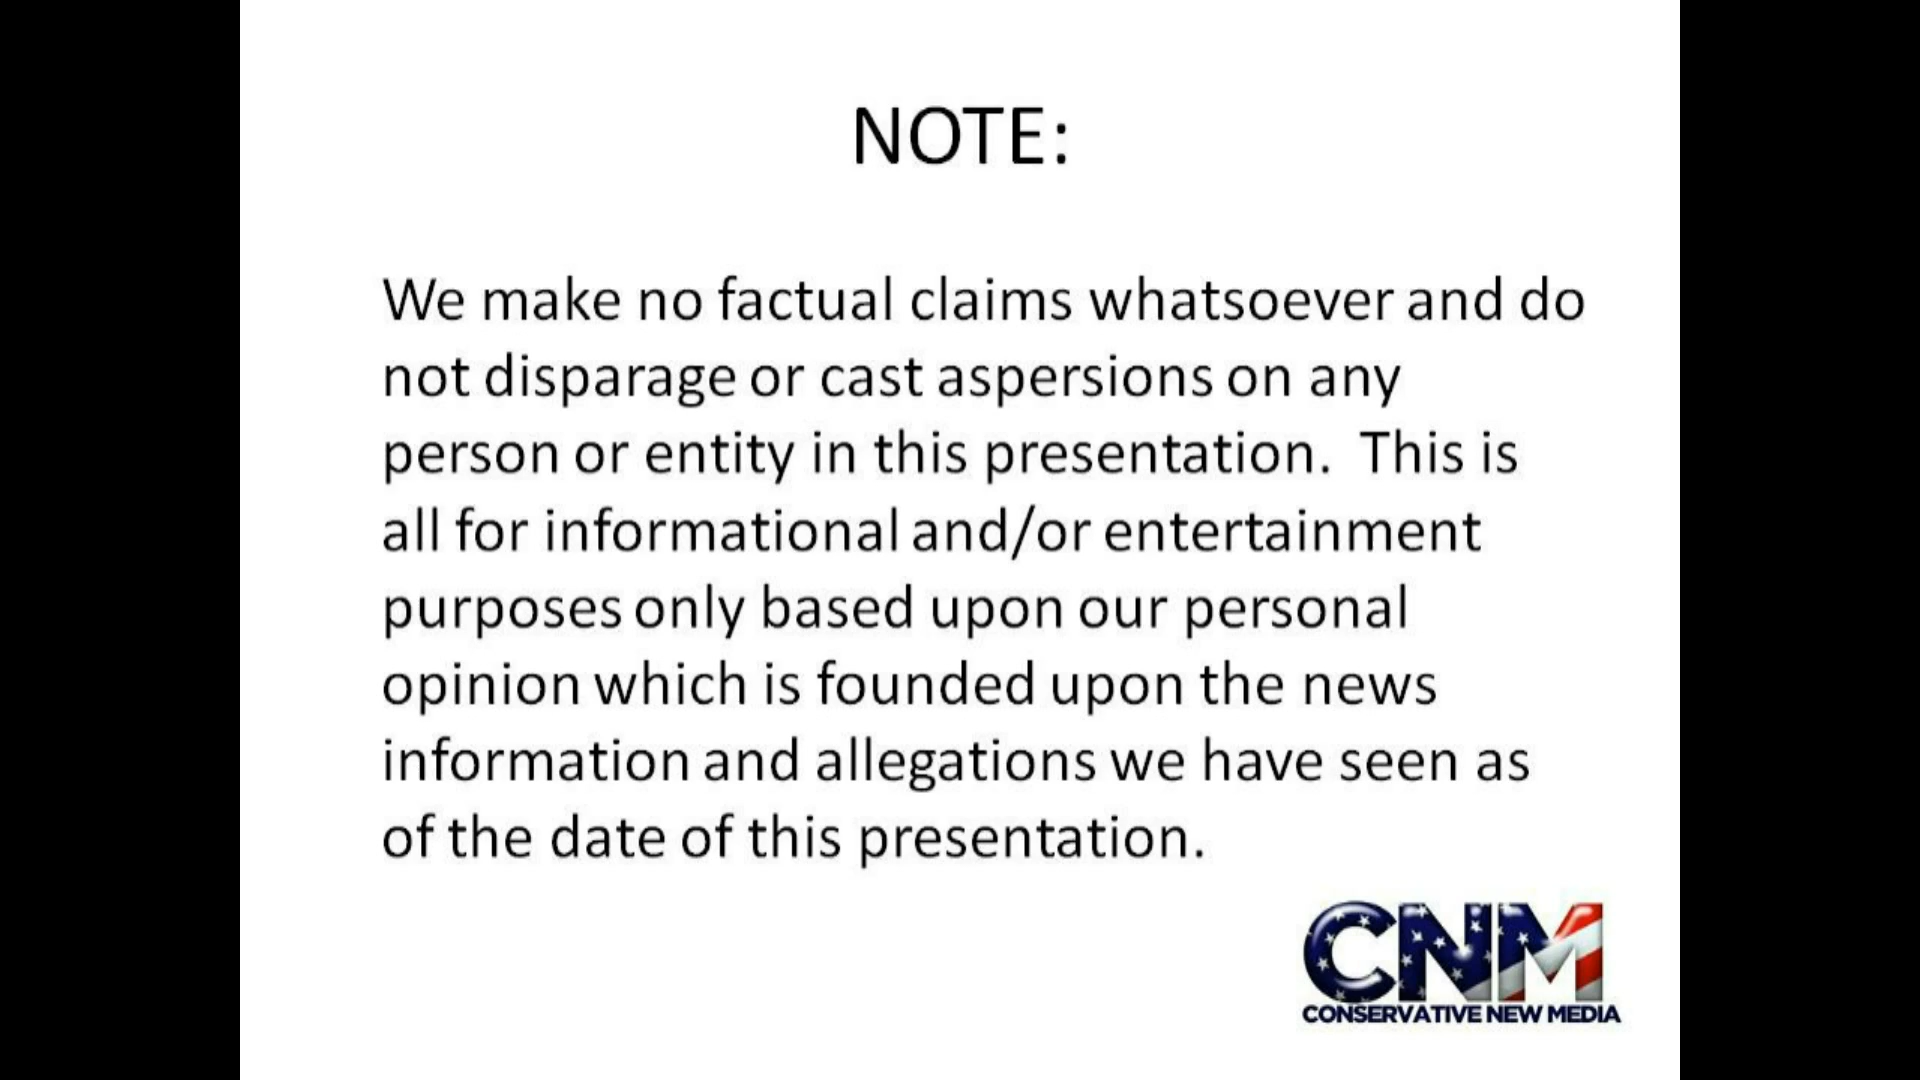 NOTE:
We make no factual claims whatsoever and do
not disparage or cast aspersions on any
person or entity in this presentation. This is
all for informational and/or entertainment
purposes only based upon our personal
opinion which is founded upon the news
information and allegations we have seen as
of the date of this presentation.
CNM
CONSERVATIVE NEW MEDIA